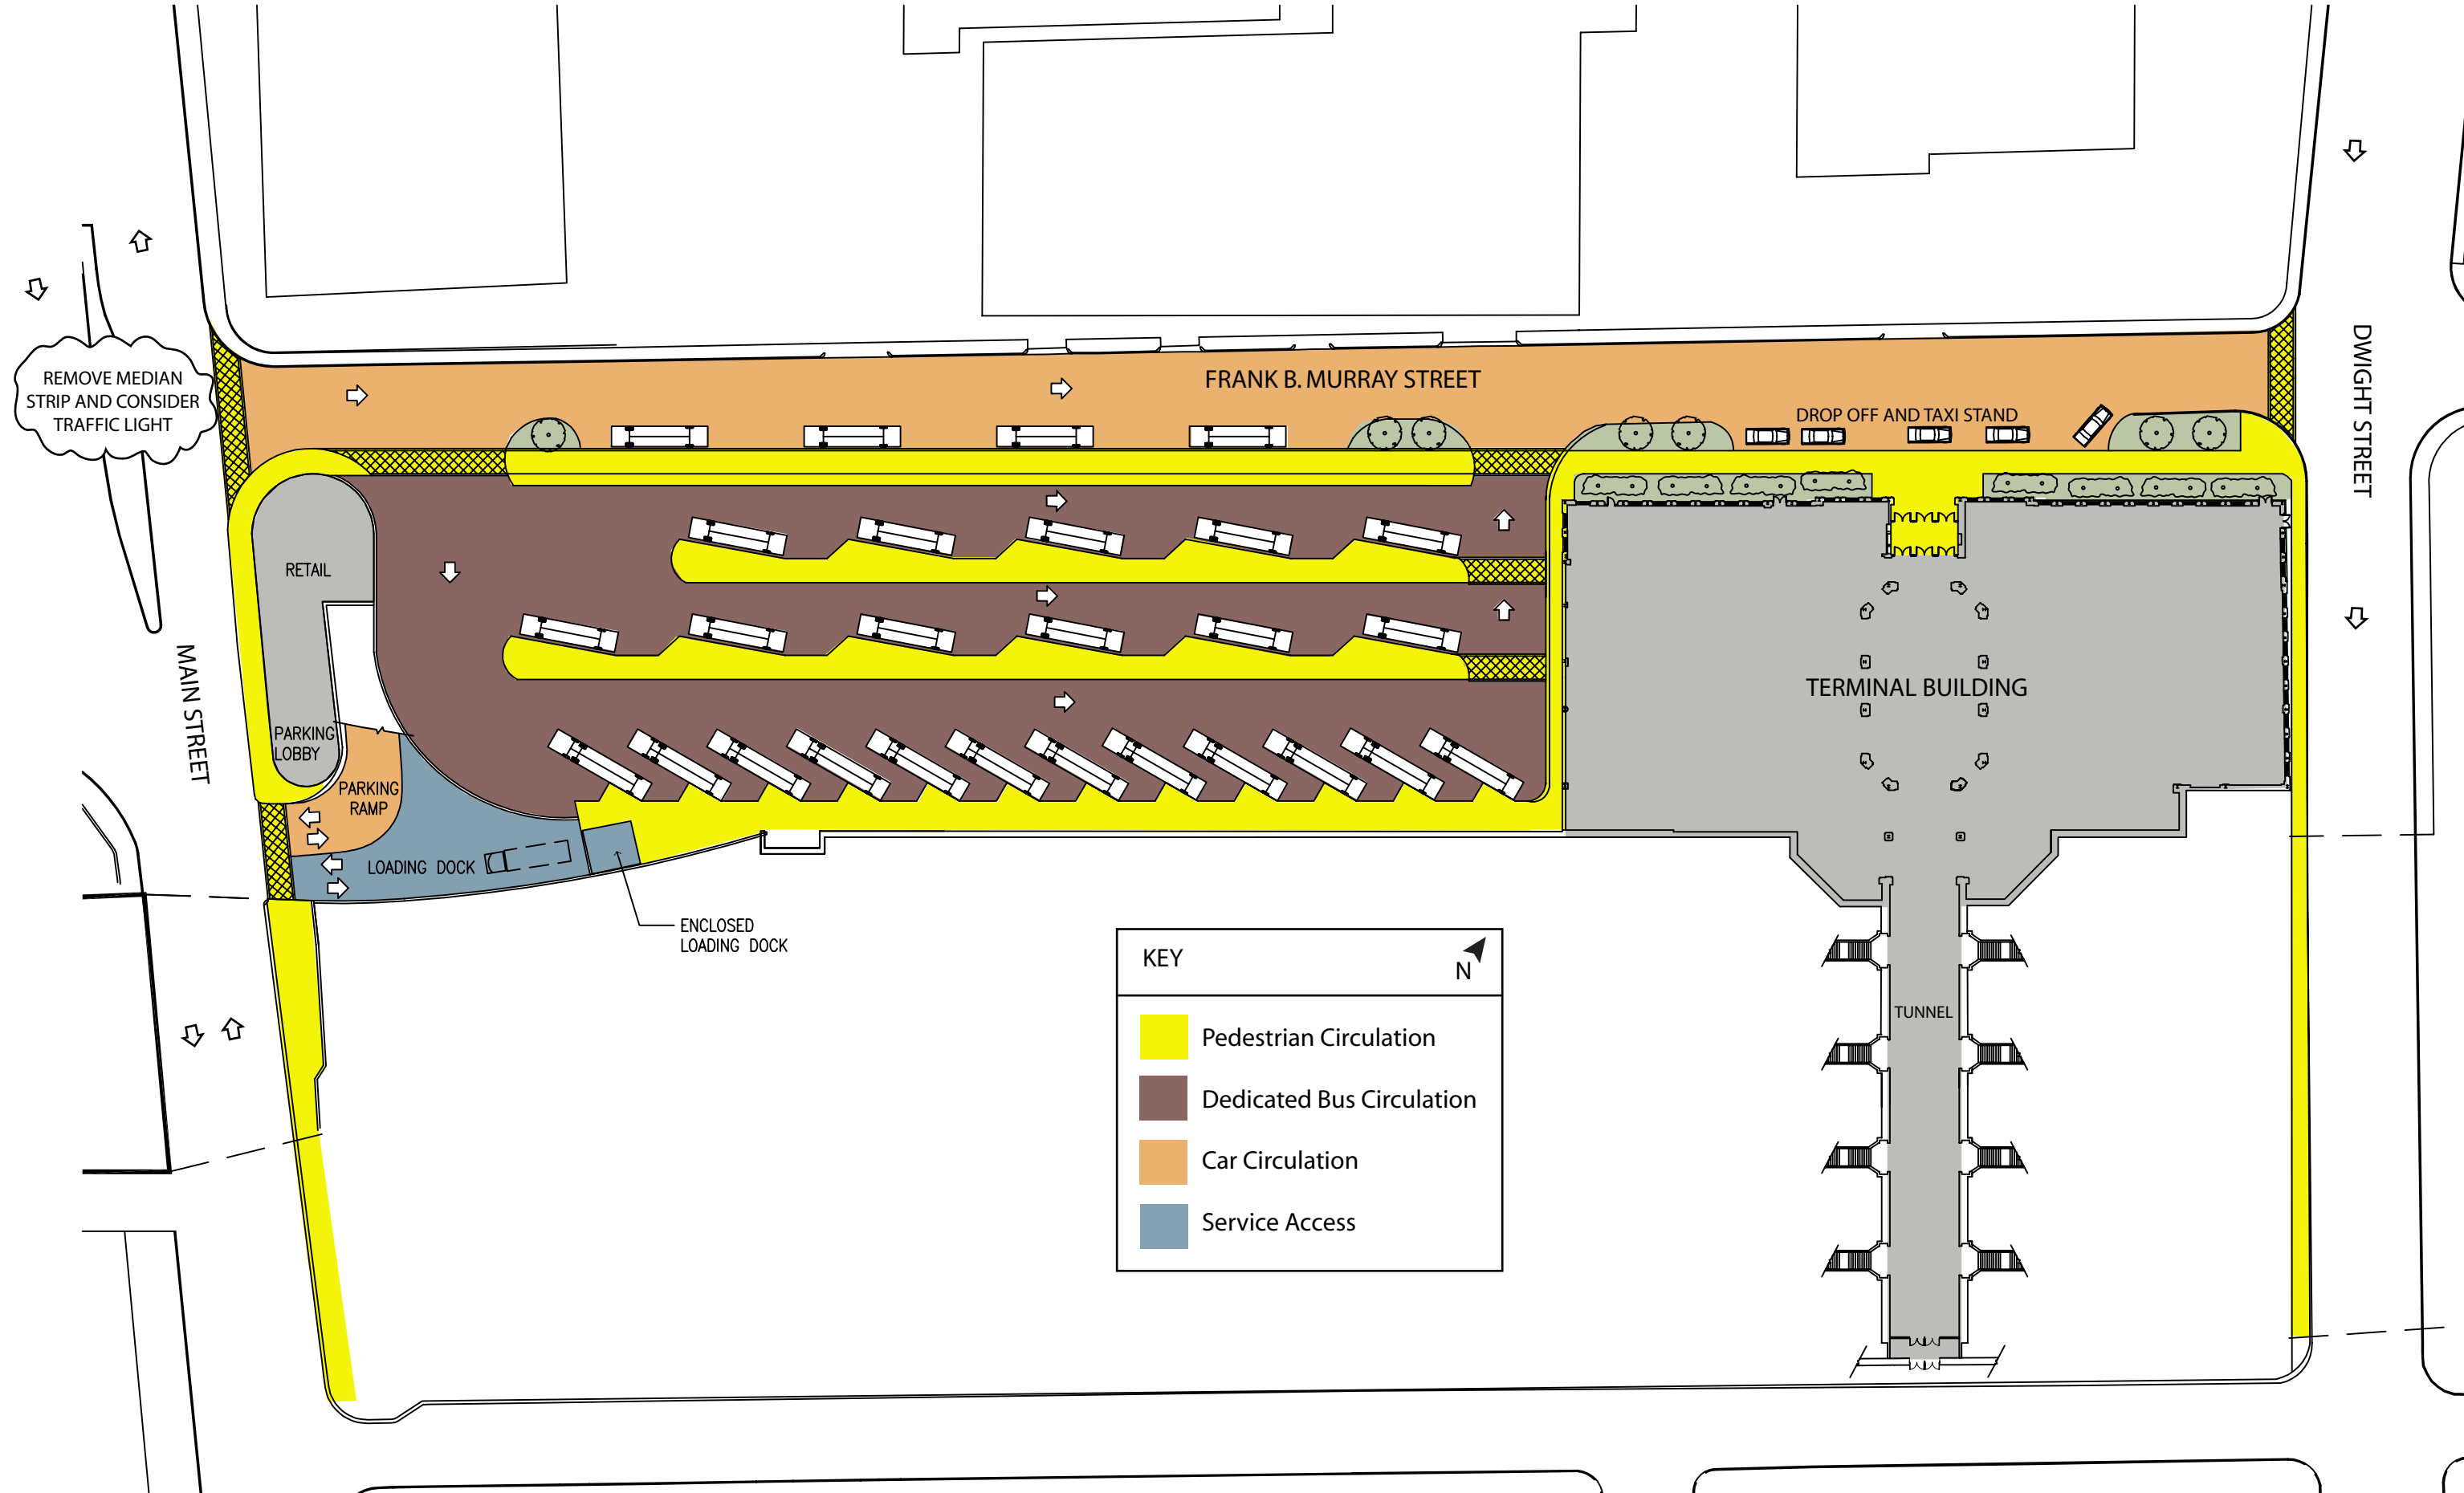 FRANK B. MURRAY STREET
DWIGHT STREET
REMOVE MEDIAN
STRIP AND CONSIDER
TRAFFIC LIGHT
DROP OFF AND TAXI STAND
RETAIL
MAIN STREET
TERMINAL BUILDING
PARKING
LOBBY
PARKING
RAMP
LOADING DOCK
ENCLOSED
LOADING DOCK
KEY
N
TUNNEL
Pedestrian Circulation
Dedicated Bus Circulation
Car Circulation
Service Access